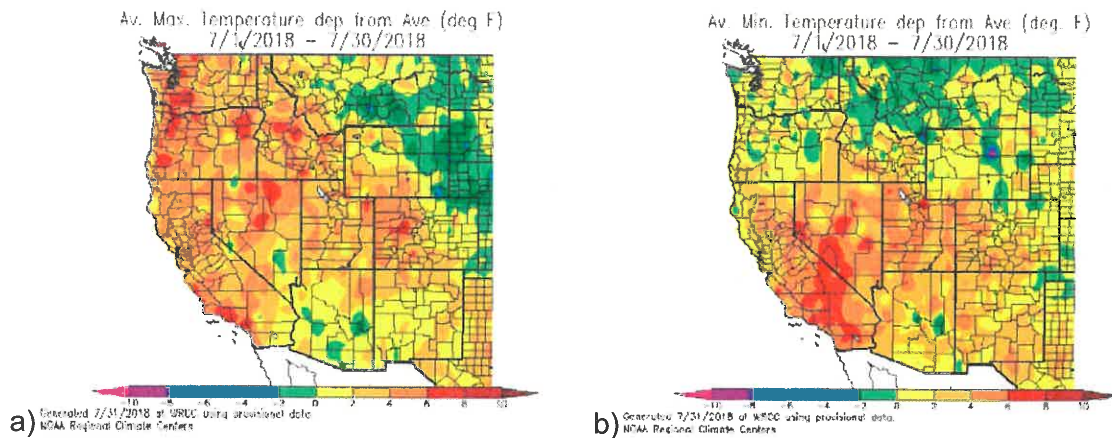 Av. Max. Temperature dep from Ave (deg F)
7/1/2018 – 7/30/2018
-10 -8 -6 -4 -2 0 2 4 6 8 10
Generated 7/31/2018 at WRCC using provisional data.
NOAA Regional Climate Centers
a)
Av. Min. Temperature dep from Ave (deg. F)
7/1/2018 – 7/30/2018
-10 -8 -6 -4 -2 0 2 4 6 8 10
Generated 7/31/2018 at WRCC using provisional data.
NOAA Regional Climate Centers
b)